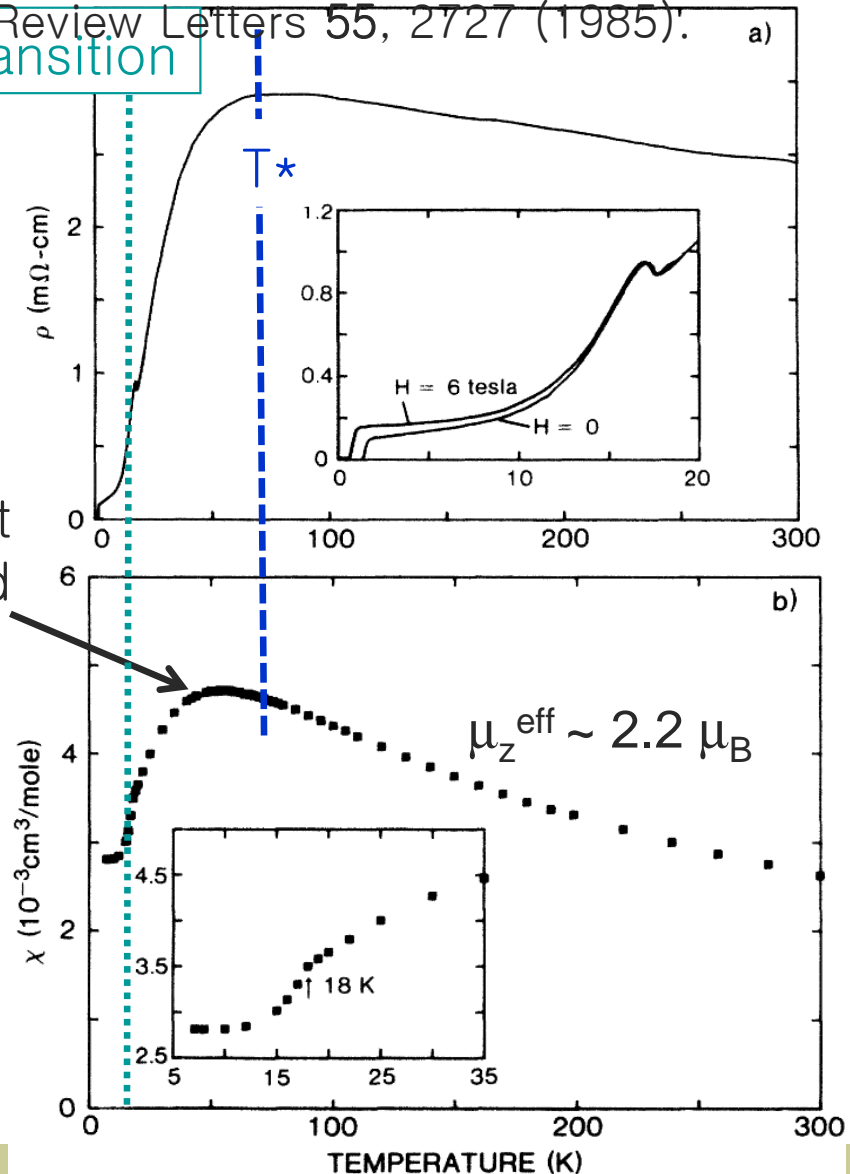 Review Letters 55, 2727 (1985).
ansition
a)
T*
2
1
0
ρ (mΩ-cm)
1.2
0.8
0.4
0
H = 6 tesla
H = 0
0 10 20
0 100 200 300
t
d
b)
6
4
2
0
χ (10⁻³cm³/mole)
μzᵉᶠᶠ ~ 2.2 μB
4.5
3.5
2.5
↑ 18 K
5 15 25 35
0 100 200 300
TEMPERATURE (K)